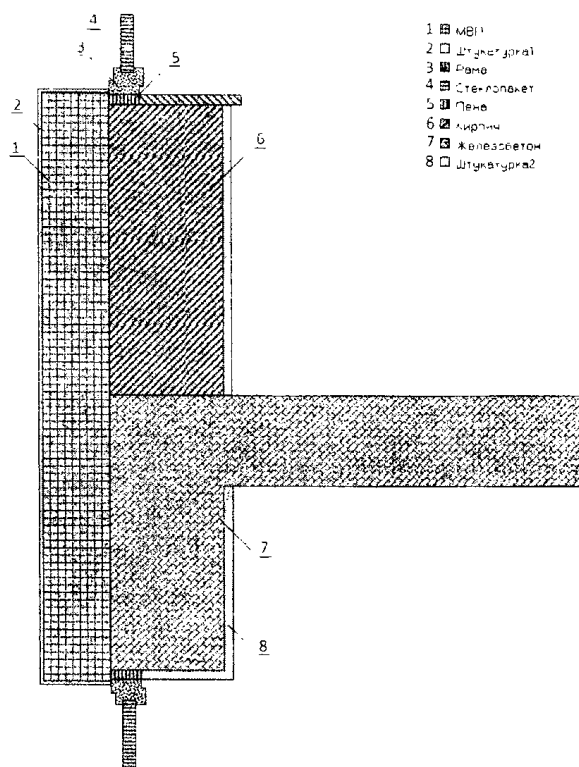 4
3
5
2
1
6
7
8
1 МВП
2 Штукатурка1
3 Рама
4 Стеклопакет
5 Пена
6 Кирпич
7 Железобетон
8 Штукатурка2